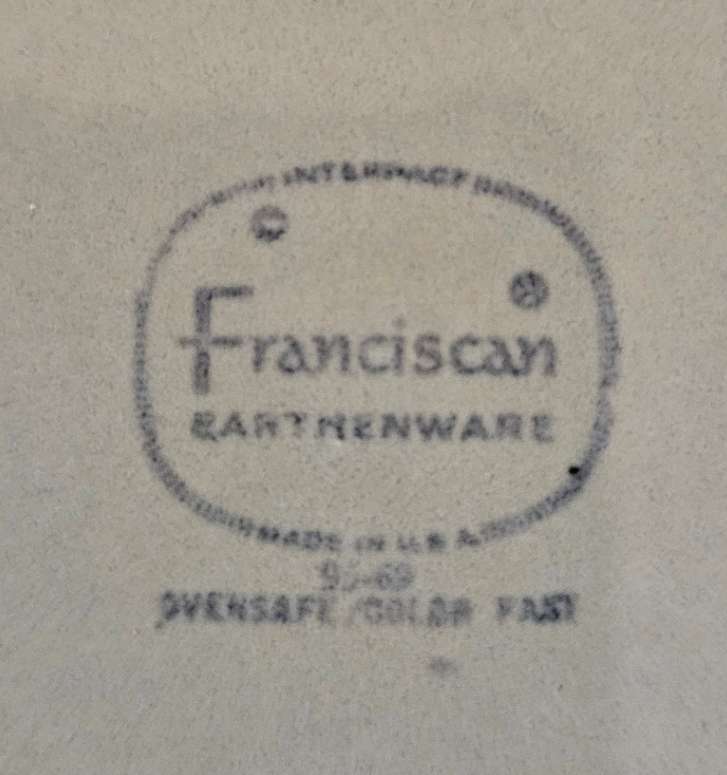 INTERPACE
®
Franciscan
EARTHENWARE
MADE IN U.S.A.
OVENSAFE/COLOR FAST